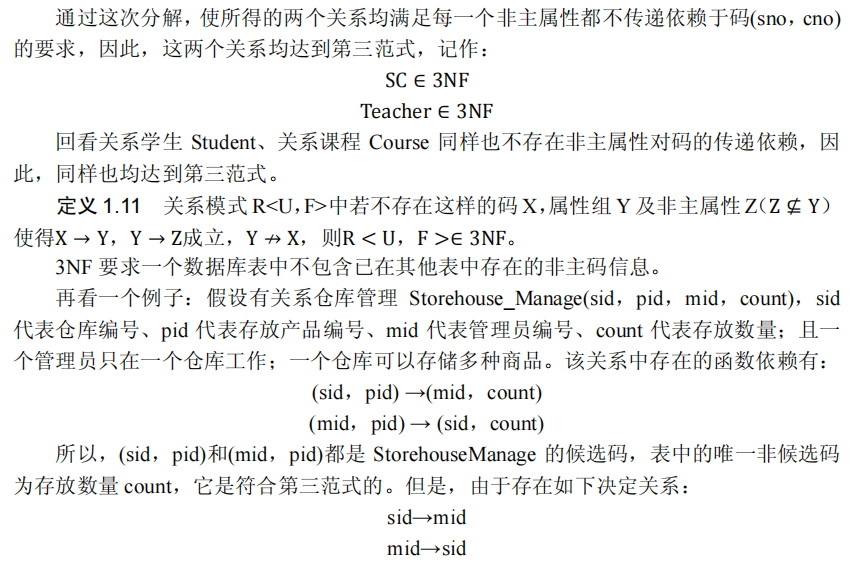 通过这次分解，使所得的两个关系均满足每一个非主属性都不传递依赖于码(sno，cno)
的要求，因此，这两个关系均达到第三范式，记作：
SC ∈ 3NF
Teacher ∈ 3NF
回看关系学生 Student、关系课程 Course 同样也不存在非主属性对码的传递依赖，因
此，同样也均达到第三范式。
定义 1.11 关系模式 R<U, F>中若不存在这样的码 X，属性组 Y 及非主属性 Z（Z ⊈ Y）
使得X → Y，Y → Z成立，Y ↛ X，则R < U，F >∈ 3NF。
3NF 要求一个数据库表中不包含已在其他表中存在的非主码信息。
再看一个例子：假设有关系仓库管理 Storehouse_Manage(sid，pid，mid，count)，sid
代表仓库编号、pid 代表存放产品编号、mid 代表管理员编号、count 代表存放数量；且一
个管理员只在一个仓库工作；一个仓库可以存储多种商品。该关系中存在的函数依赖有：
(sid，pid) →(mid，count)
(mid，pid) → (sid，count)
所以，(sid，pid)和(mid，pid)都是 StorehouseManage 的候选码，表中的唯一非候选码
为存放数量 count，它是符合第三范式的。但是，由于存在如下决定关系：
sid→mid
mid→sid